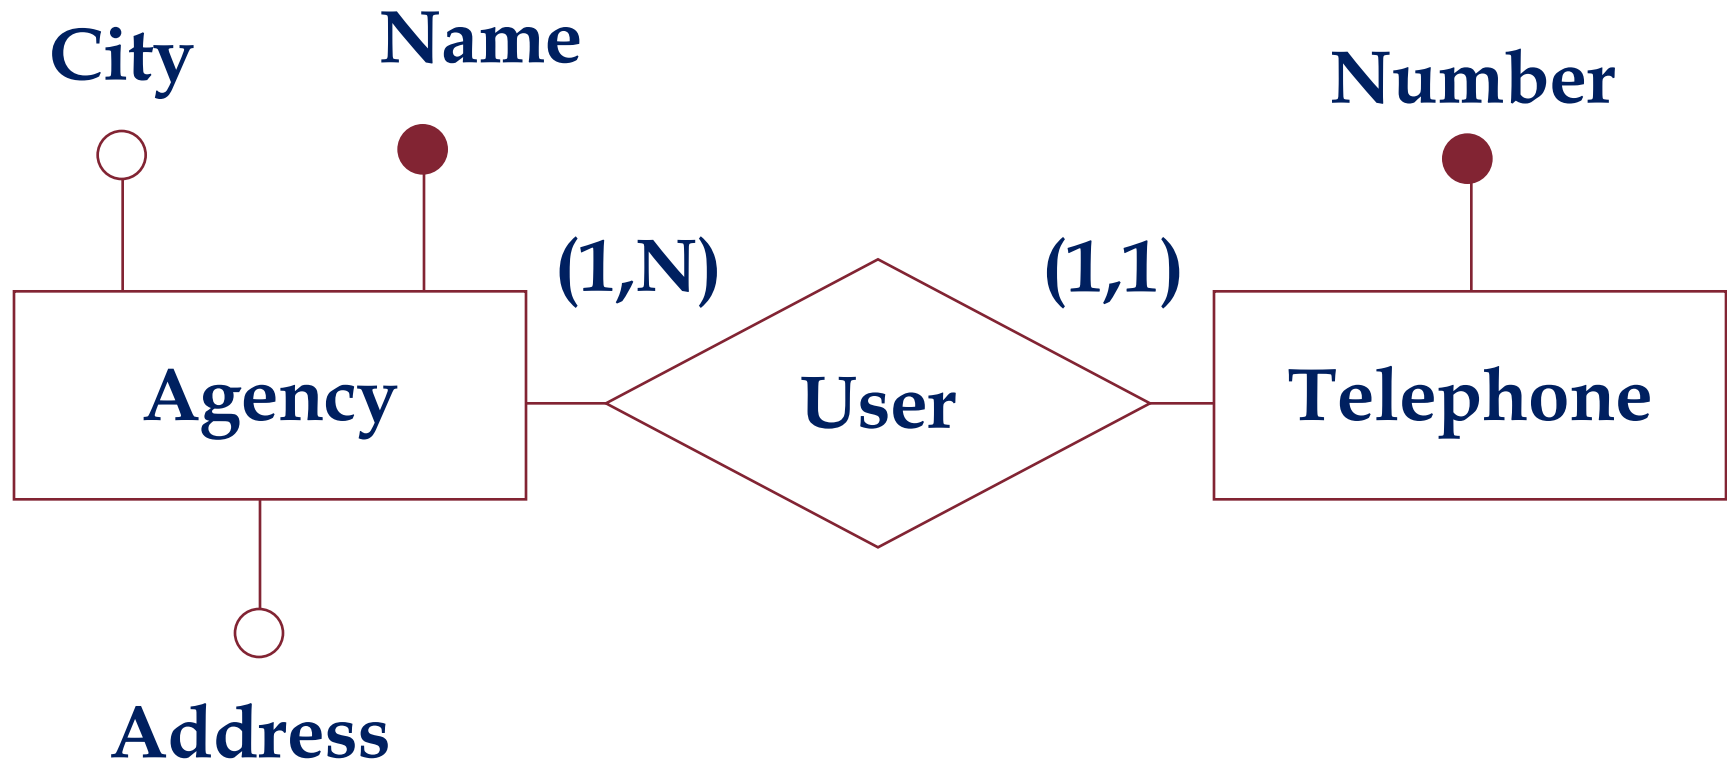 City
Name
Number
(1,N)
(1,1)
Agency
User
Telephone
Address